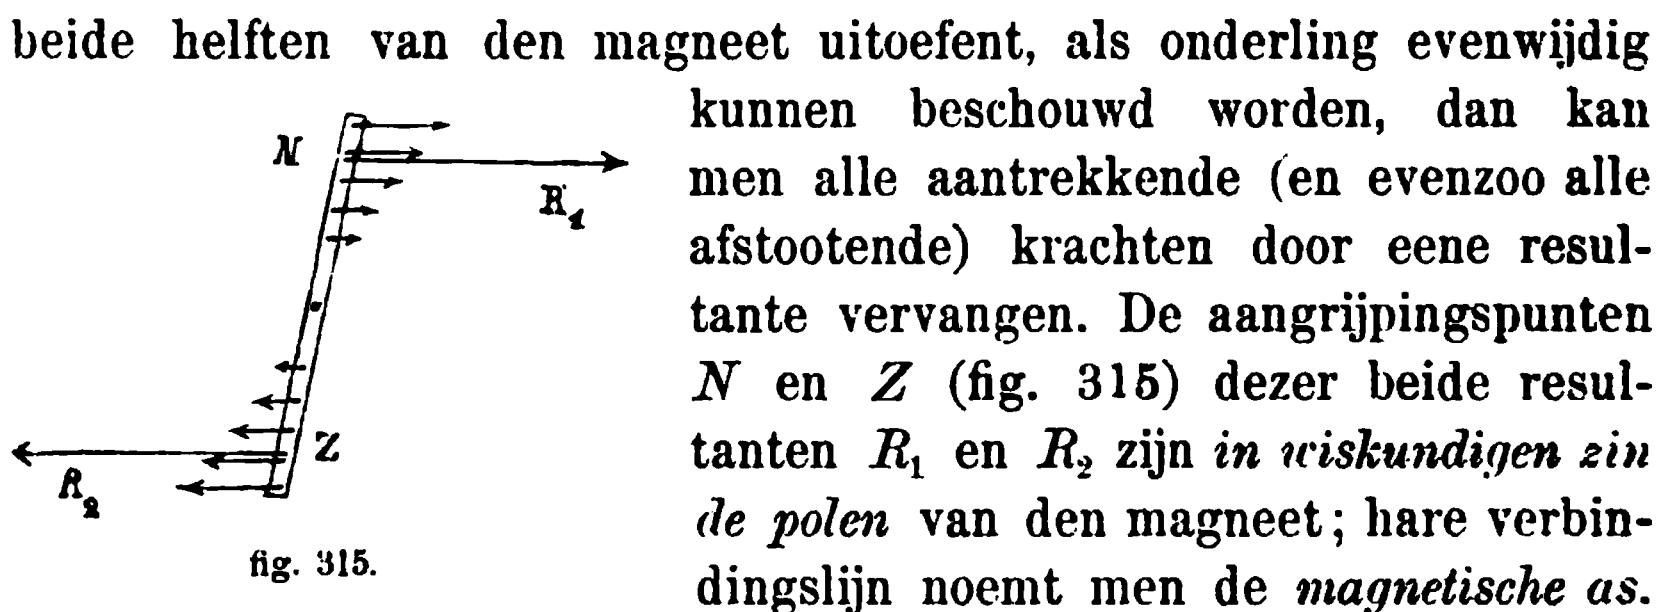 beide helften van den magneet uitoefent, als onderling evenwijdig
kunnen beschouwd worden, dan kan
men alle aantrekkende (en evenzoo alle
afstootende) krachten door eene resul-
tante vervangen. De aangrijpingspunten
N en Z (fig. 315) dezer beide resul-
tanten R₁ en R₂ zijn in wiskundigen zin
de polen van den magneet; hare verbin-
dingslijn noemt men de magnetische as.
N
R₁
Z
R₂
fig. 315.